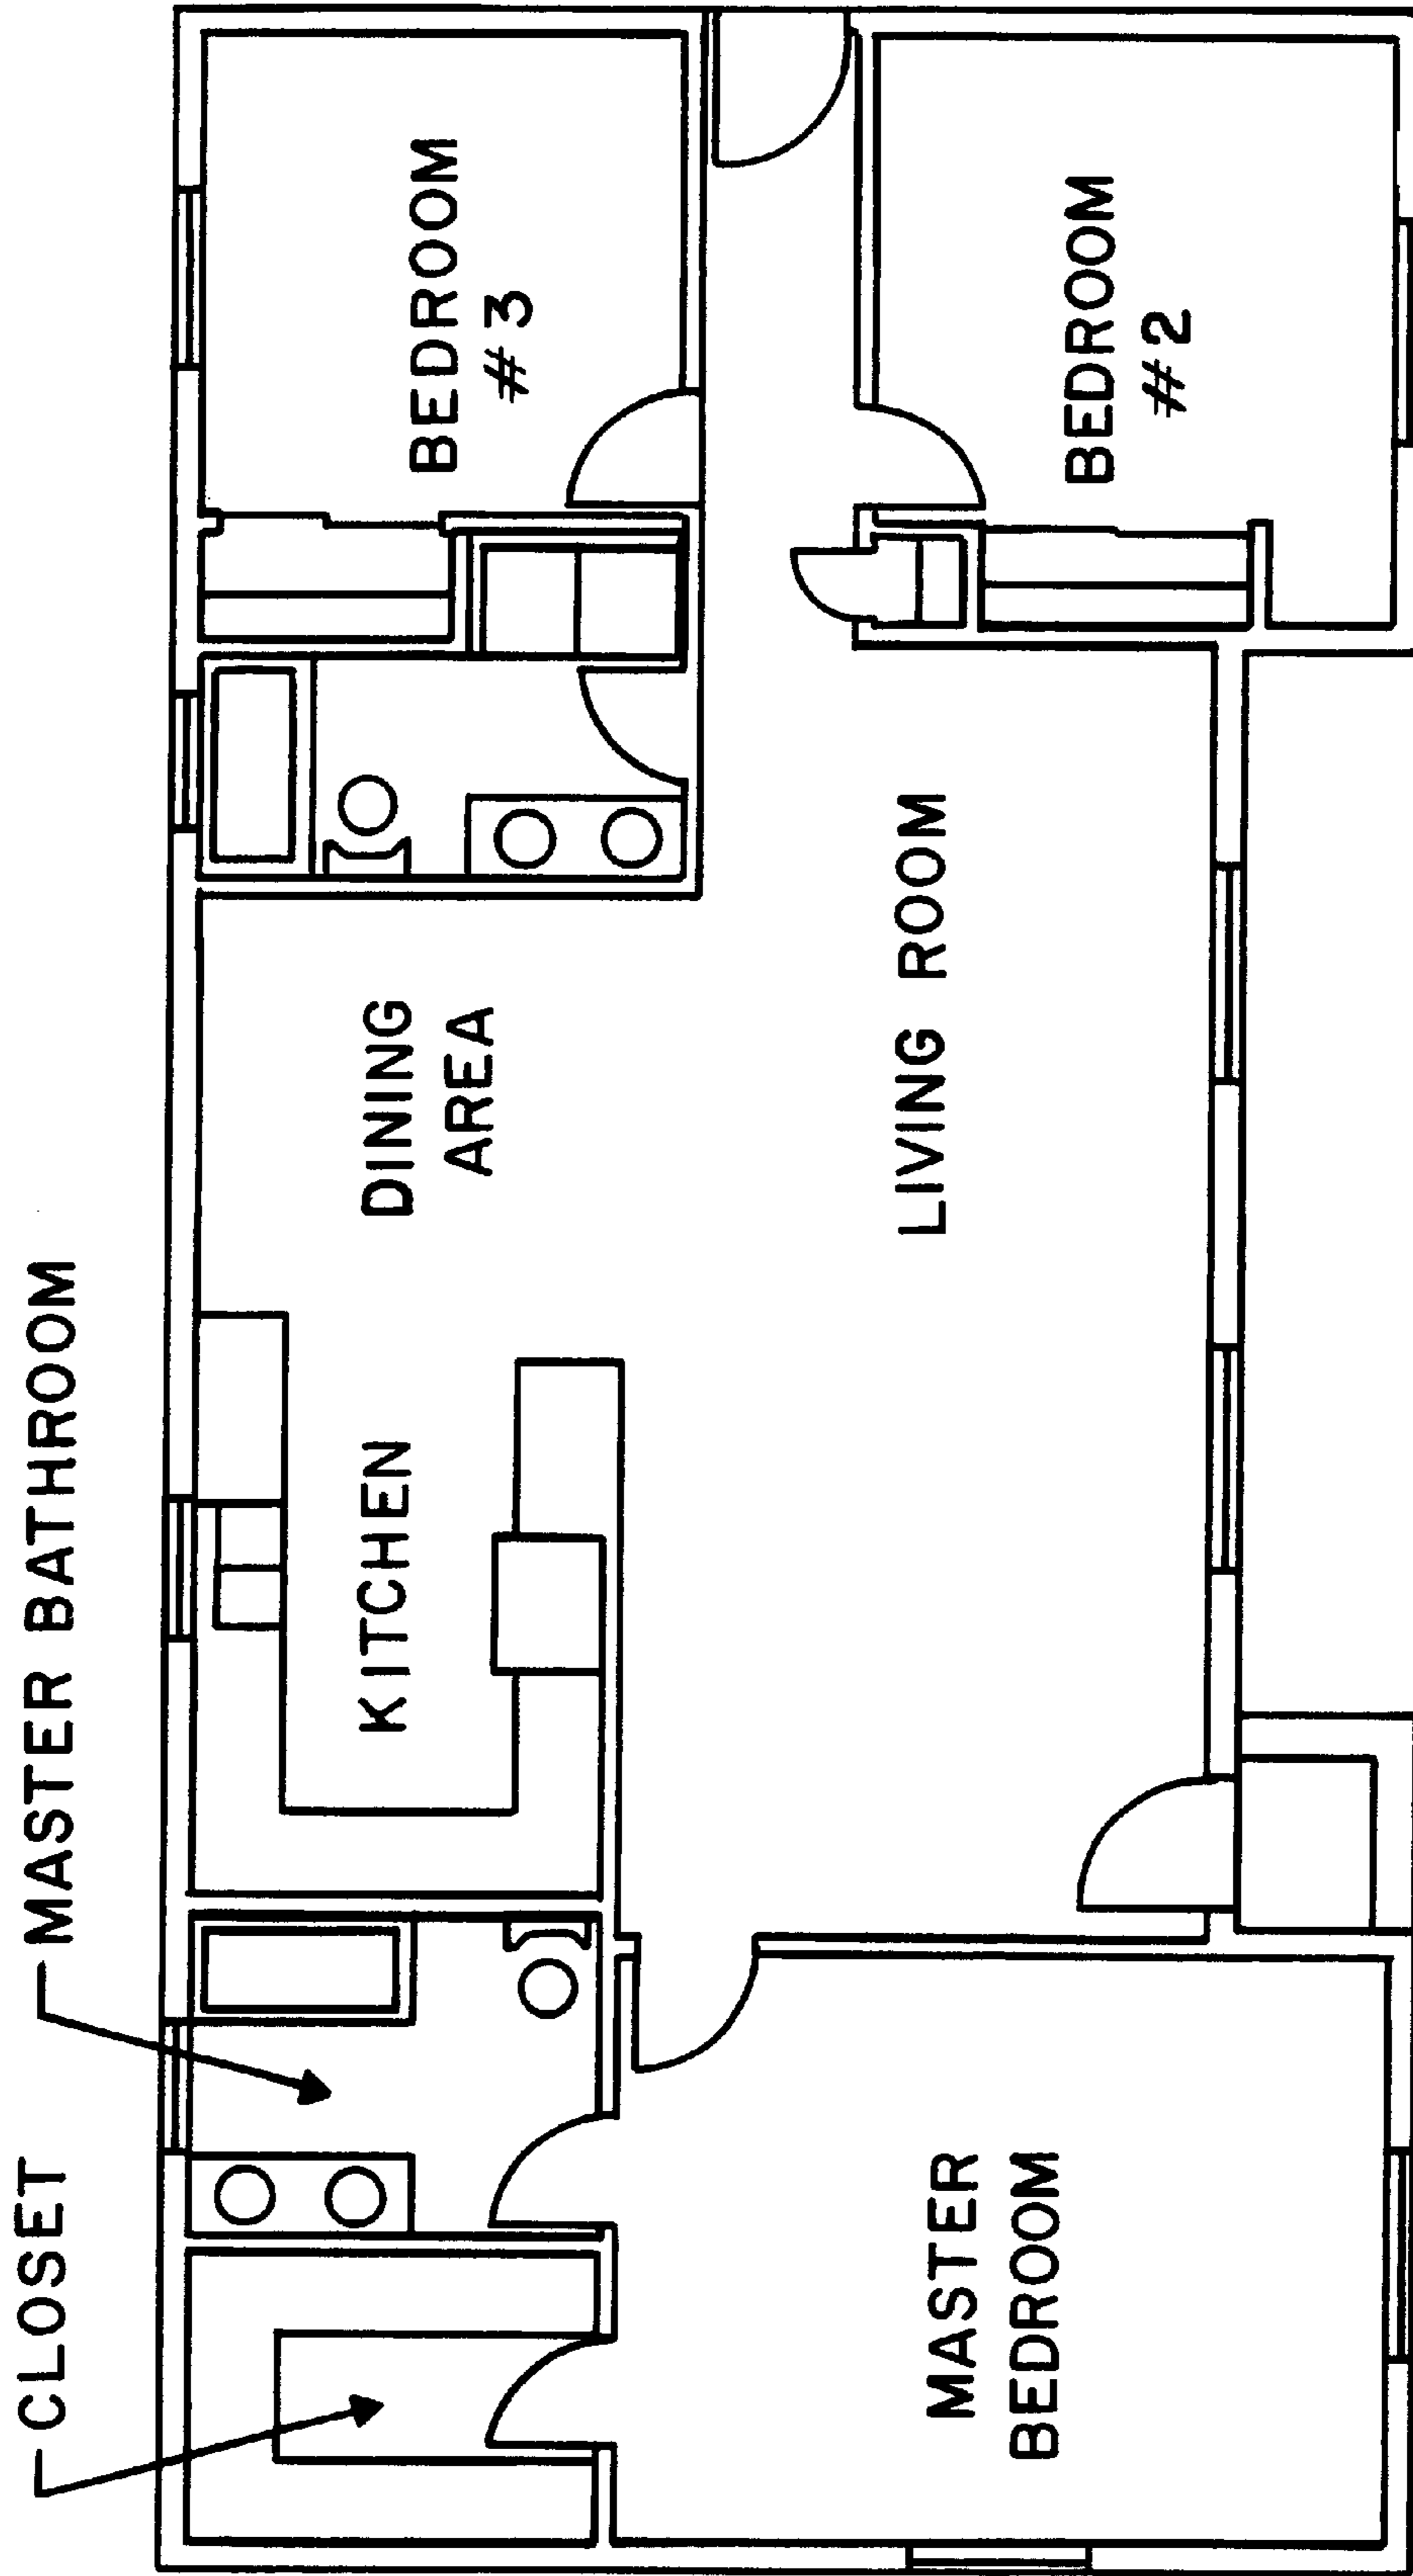 CLOSET
MASTER BATHROOM
KITCHEN
DINING
AREA
BEDROOM
#3
MASTER
BEDROOM
LIVING ROOM
BEDROOM
#2